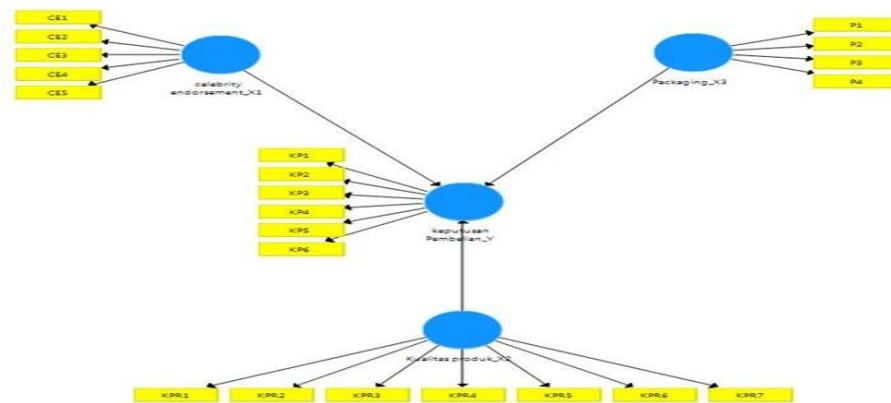 CE1
CE2
CE3
CE4
CE5
celebrity
endorsement_X1
P1
P2
P3
P4
Packaging_X3
KP1
KP2
KP3
KP4
KP5
KP6
keputusan
Pembelian_Y
Kualitas produk_X2
KPR1
KPR2
KPR3
KPR4
KPR5
KPR6
KPR7